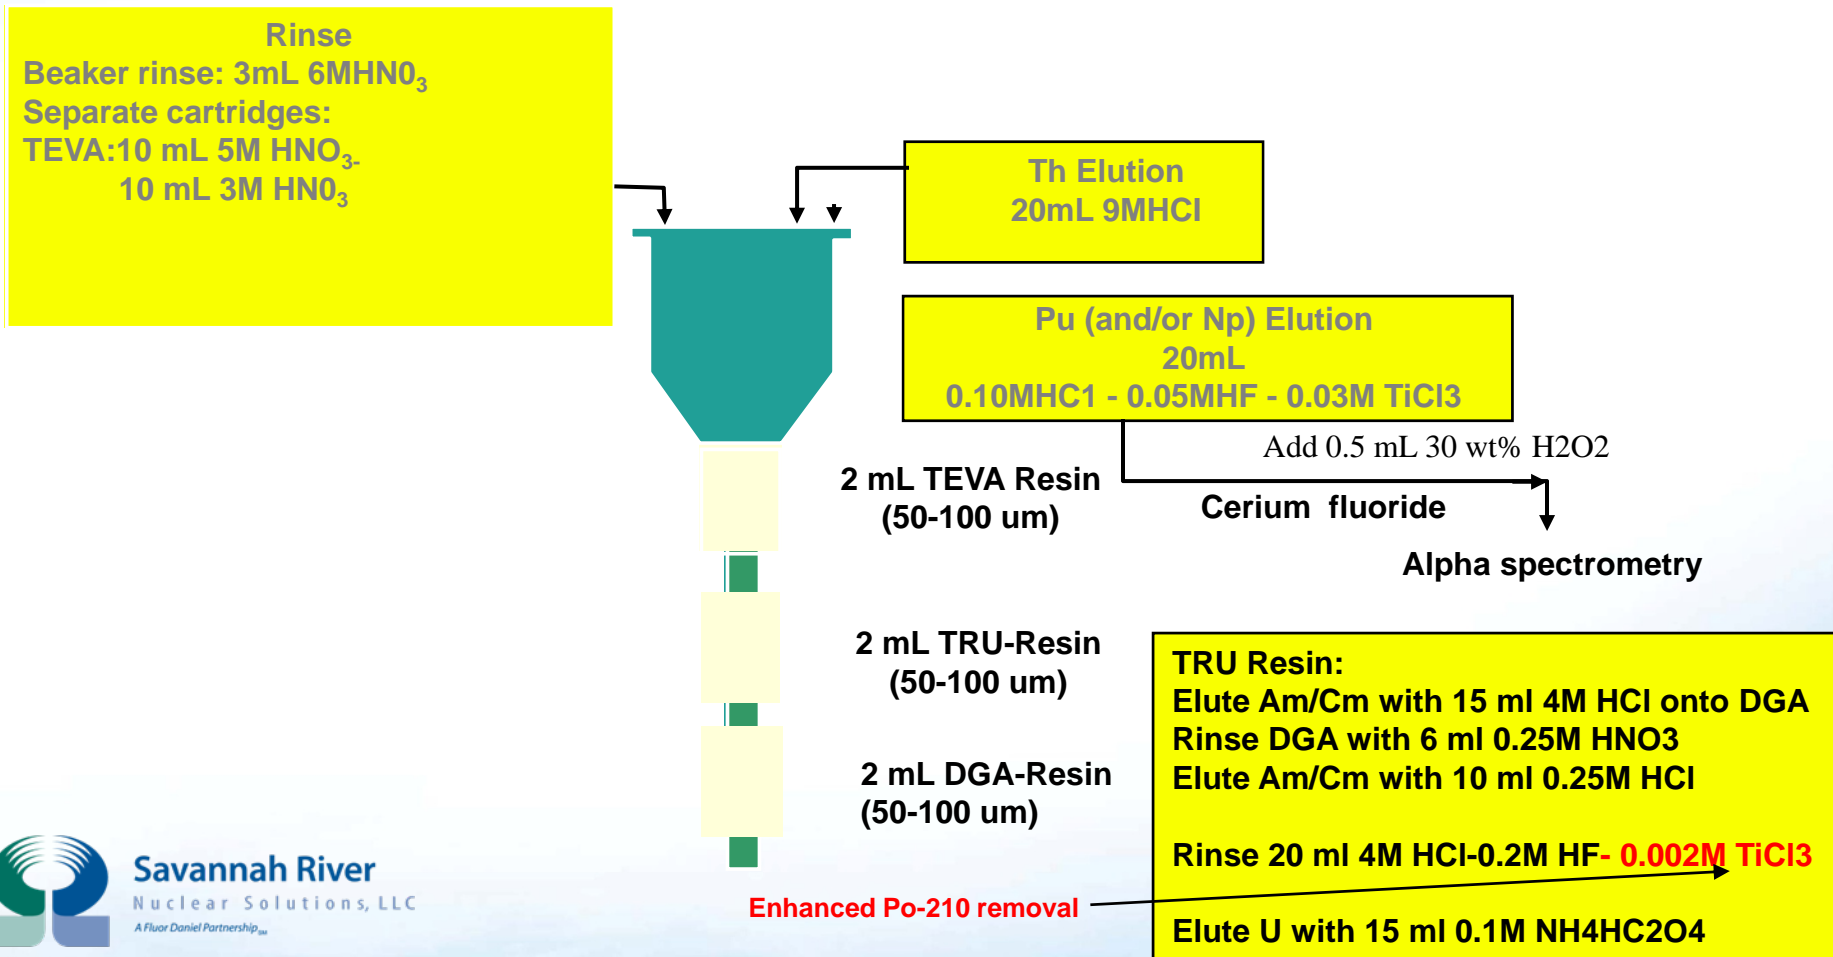 Rinse
Beaker rinse: 3mL 6MHN0₃
Separate cartridges:
TEVA:10 mL 5M HNO₃₋
10 mL 3M HN0₃
Th Elution
20mL 9MHCl
Pu (and/or Np) Elution
20mL
0.10MHC1 - 0.05MHF - 0.03M TiCl3
Add 0.5 mL 30 wt% H2O2
Cerium fluoride
Alpha spectrometry
2 mL TEVA Resin
(50-100 um)
2 mL TRU-Resin
(50-100 um)
2 mL DGA-Resin
(50-100 um)
TRU Resin:
Elute Am/Cm with 15 ml 4M HCl onto DGA
Rinse DGA with 6 ml 0.25M HNO3
Elute Am/Cm with 10 ml 0.25M HCl
Rinse 20 ml 4M HCl-0.2M HF- 0.002M TiCl3
Elute U with 15 ml 0.1M NH4HC2O4
Enhanced Po-210 removal
Savannah River
Nuclear Solutions, LLC
A Fluor Daniel Partnership℠